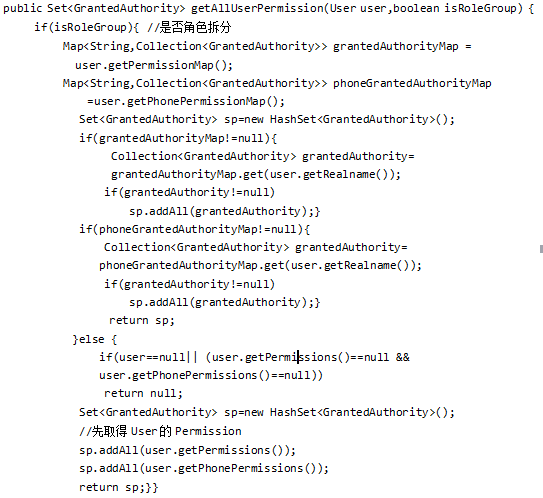 public Set<GrantedAuthority> getAllUserPermission(User user,boolean isRoleGroup) {
if(isRoleGroup){ //是否角色拆分
Map<String,Collection<GrantedAuthority>> grantedAuthorityMap =
user.getPermissionMap();
Map<String,Collection<GrantedAuthority>> phoneGrantedAuthorityMap
=user.getPhonePermissionMap();
Set<GrantedAuthority> sp=new HashSet<GrantedAuthority>();
if(grantedAuthorityMap!=null){
Collection<GrantedAuthority> grantedAuthority=
grantedAuthorityMap.get(user.getRealname());
if(grantedAuthority!=null)
sp.addAll(grantedAuthority);}
if(phoneGrantedAuthorityMap!=null){
Collection<GrantedAuthority> grantedAuthority=
phoneGrantedAuthorityMap.get(user.getRealname());
if(grantedAuthority!=null)
sp.addAll(grantedAuthority);}
return sp;
}else {
if(user==null|| (user.getPermissions()==null &&
user.getPhonePermissions()==null))
return null;
Set<GrantedAuthority> sp=new HashSet<GrantedAuthority>();
//先取得 User 的 Permission
sp.addAll(user.getPermissions());
sp.addAll(user.getPhonePermissions());
return sp;}}